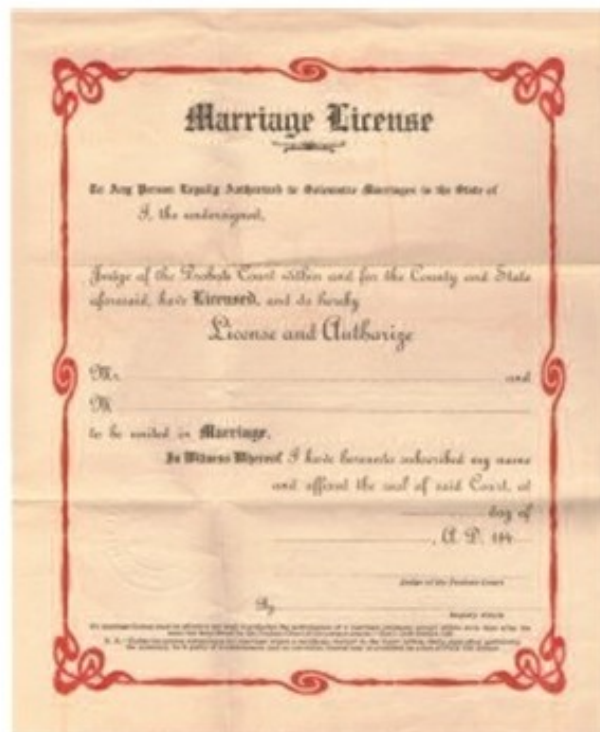 Marriage License
To Any Person Legally Authorized to Solemnize Marriages in the State of
I, the undersigned,
Judge of the Probate Court within and for the County and State
aforesaid, have Licensed, and do hereby
License and Authorize
Mr. and
M
to be united in Marriage.
In Witness Whereof I have hereunto subscribed my name
and affixed the seal of said Court, at
day of
, A. D. 194
Judge of the Probate Court
By
Deputy Clerk